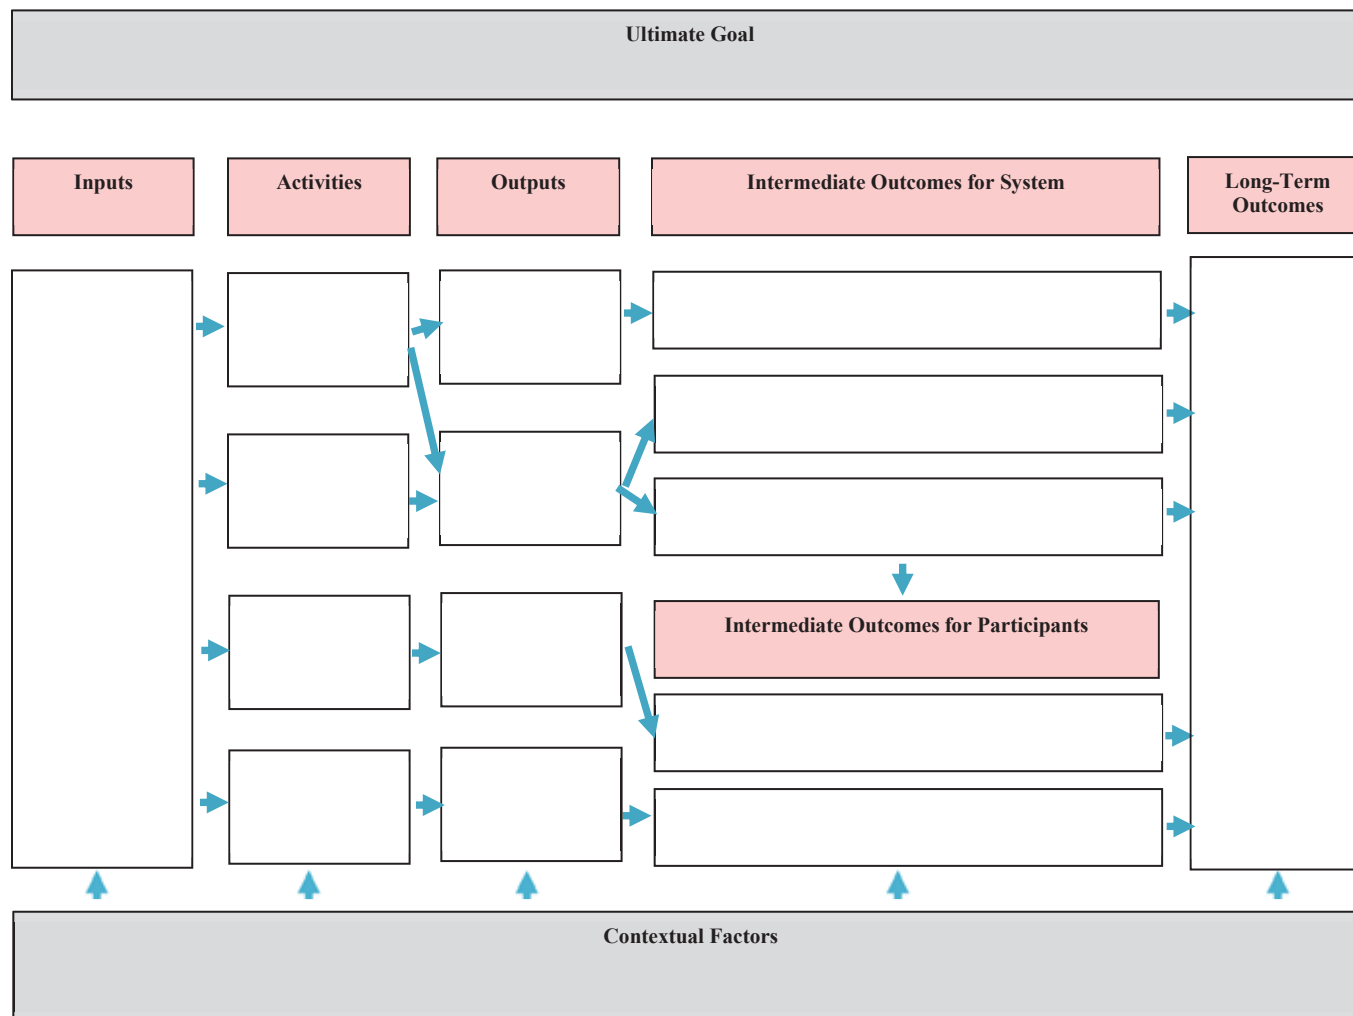 Ultimate Goal
Inputs
Activities
Outputs
Intermediate Outcomes for System
Long-Term
Outcomes
Intermediate Outcomes for Participants
Contextual Factors